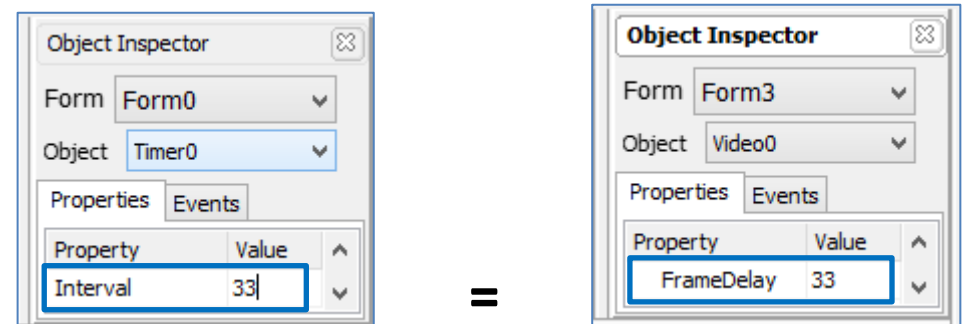 Object Inspector
Form Form0
Object Timer0
Properties Events
Property Value
Interval 33
=
Object Inspector
Form Form3
Object Video0
Properties Events
Property Value
FrameDelay 33